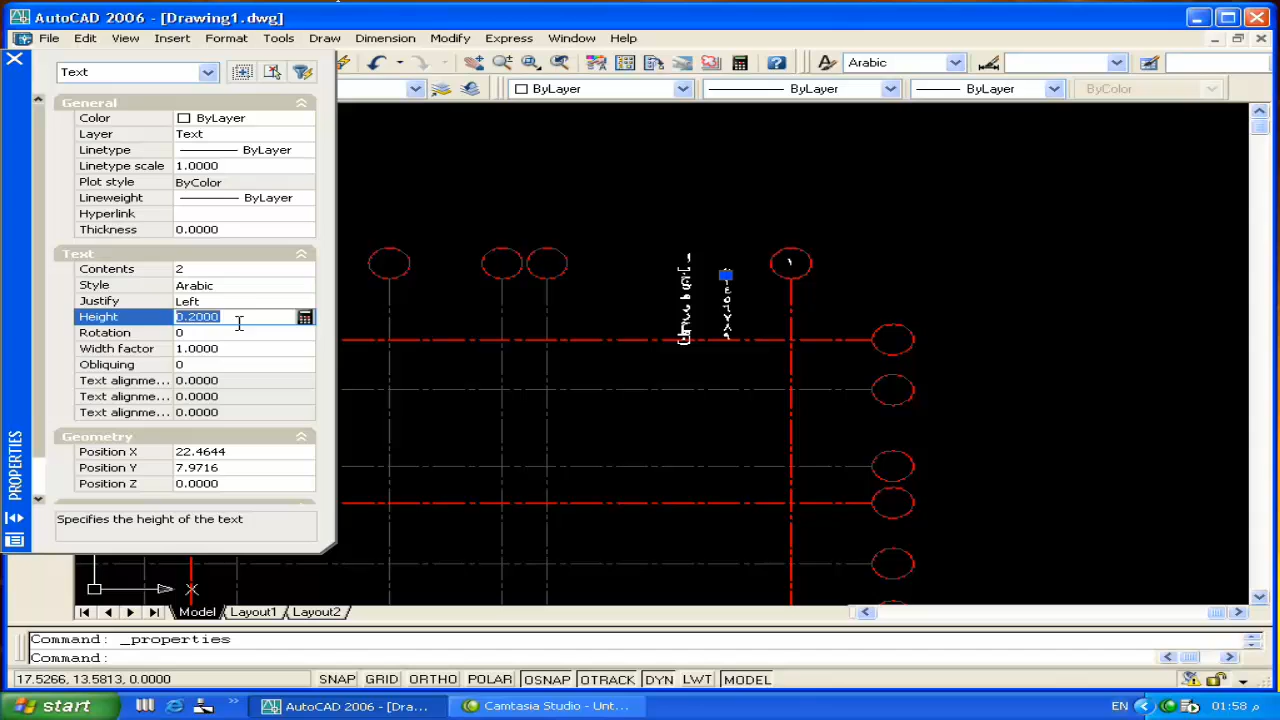 AutoCAD 2006 - [Drawing1.dwg]
File Edit View Insert Format Tools Draw Dimension Modify Express Window Help
Text
Arabic
ByLayer ByLayer ByLayer ByColor
General
Color ByLayer
Layer Text
Linetype ByLayer
Linetype scale 1.0000
Plot style ByColor
Lineweight ByLayer
Hyperlink
Thickness 0.0000
Text
Contents 2
Style Arabic
Justify Left
Height 0.2000
Rotation 0
Width factor 1.0000
Obliquing 0
Text alignme... 0.0000
Text alignme... 0.0000
Text alignme... 0.0000
Geometry
Position X 22.4644
Position Y 7.9716
Position Z 0.0000
Specifies the height of the text
PROPERTIES
١
X
Model Layout1 Layout2
Command: _properties
Command:
17.5266, 13.5813, 0.0000 SNAP GRID ORTHO POLAR OSNAP OTRACK DYN LWT MODEL
start AutoCAD 2006 - [Dra... Camtasia Studio - Unt... EN 01:58 م